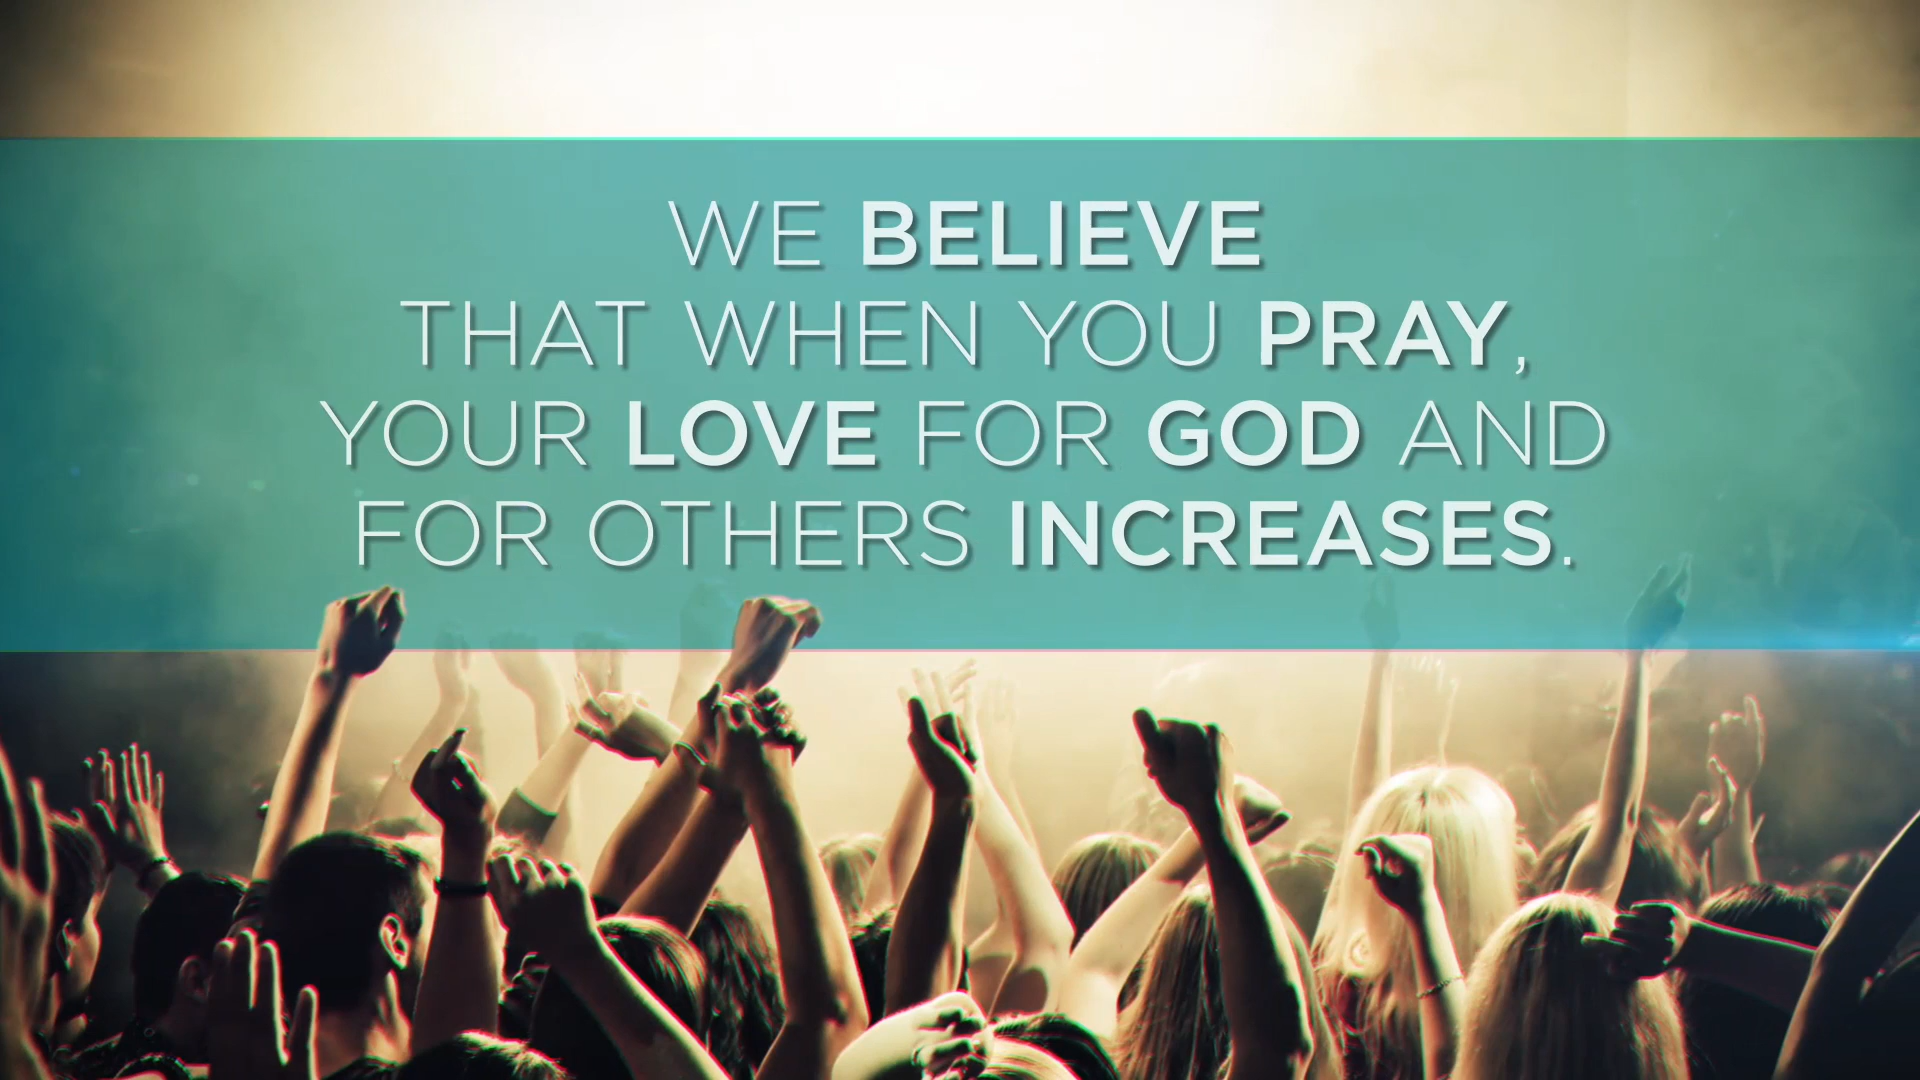 WE BELIEVE
THAT WHEN YOU PRAY,
YOUR LOVE FOR GOD AND
FOR OTHERS INCREASES.